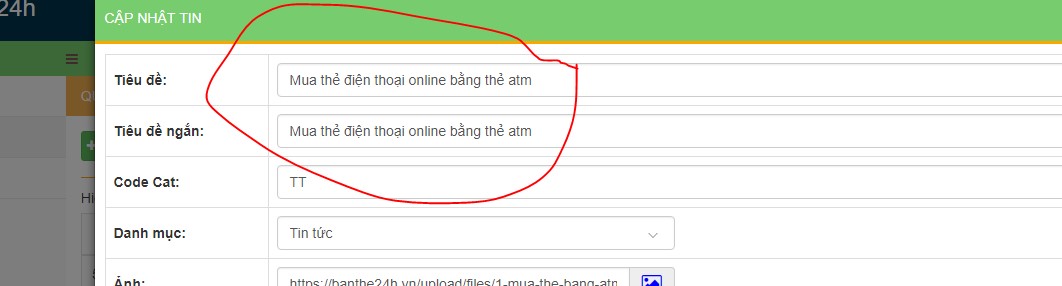 24h
CẬP NHẬT TIN
Tiêu đề: Mua thẻ điện thoại online bằng thẻ atm
Tiêu đề ngắn: Mua thẻ điện thoại online bằng thẻ atm
Code Cat: TT
Danh mục: Tin tức
Ảnh: https://banthe24h.vn/upload/files/1-mua-the-bang-atm